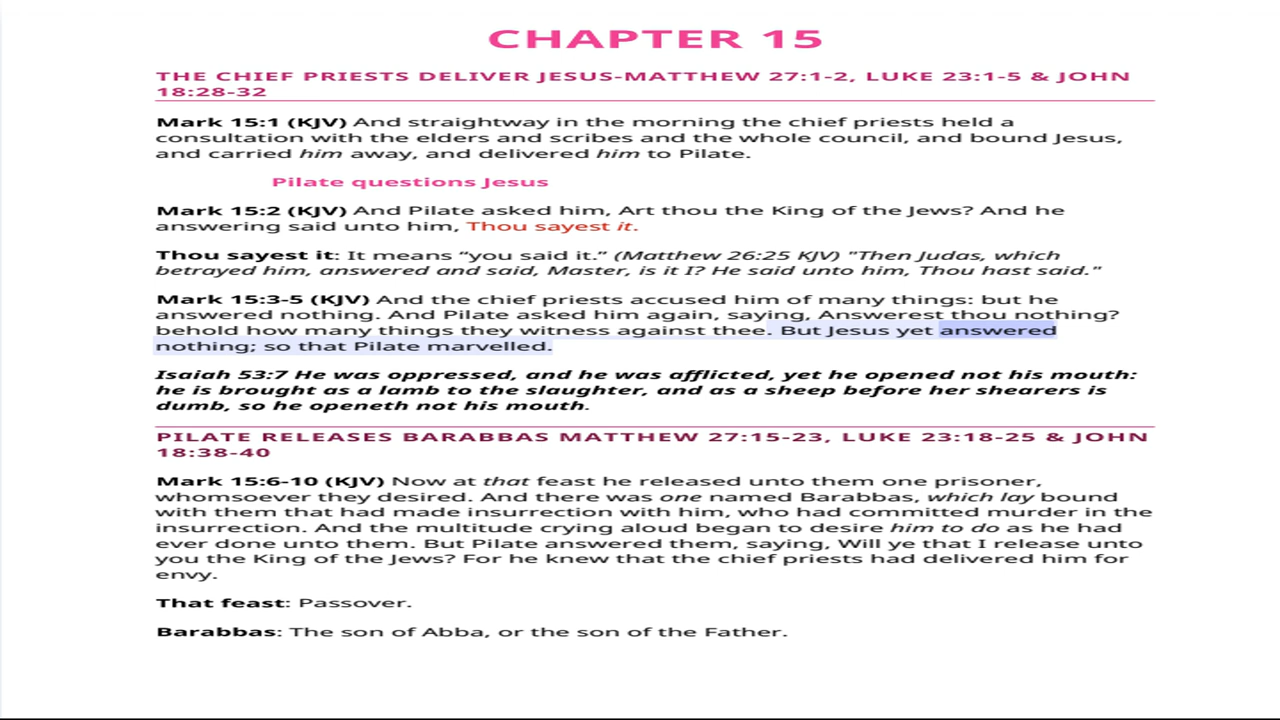 CHAPTER 15
THE CHIEF PRIESTS DELIVER JESUS-MATTHEW 27:1-2, LUKE 23:1-5 & JOHN
18:28-32
Mark 15:1 (KJV) And straightway in the morning the chief priests held a
consultation with the elders and scribes and the whole council, and bound Jesus,
and carried him away, and delivered him to Pilate.
Pilate questions Jesus
Mark 15:2 (KJV) And Pilate asked him, Art thou the King of the Jews? And he
answering said unto him, Thou sayest it.
Thou sayest it: It means “you said it.” (Matthew 26:25 KJV) "Then Judas, which
betrayed him, answered and said, Master, is it I? He said unto him, Thou hast said."
Mark 15:3-5 (KJV) And the chief priests accused him of many things: but he
answered nothing. And Pilate asked him again, saying, Answerest thou nothing?
behold how many things they witness against thee. But Jesus yet answered
nothing; so that Pilate marvelled.
Isaiah 53:7 He was oppressed, and he was afflicted, yet he opened not his mouth:
he is brought as a lamb to the slaughter, and as a sheep before her shearers is
dumb, so he openeth not his mouth.
PILATE RELEASES BARABBAS MATTHEW 27:15-23, LUKE 23:18-25 & JOHN
18:38-40
Mark 15:6-10 (KJV) Now at that feast he released unto them one prisoner,
whomsoever they desired. And there was one named Barabbas, which lay bound
with them that had made insurrection with him, who had committed murder in the
insurrection. And the multitude crying aloud began to desire him to do as he had
ever done unto them. But Pilate answered them, saying, Will ye that I release unto
you the King of the Jews? For he knew that the chief priests had delivered him for
envy.
That feast: Passover.
Barabbas: The son of Abba, or the son of the Father.